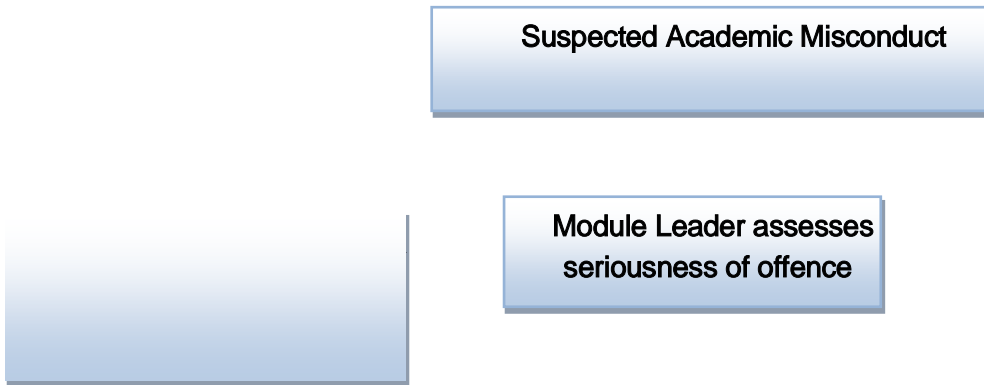 Suspected Academic Misconduct
Module Leader assesses
seriousness of offence